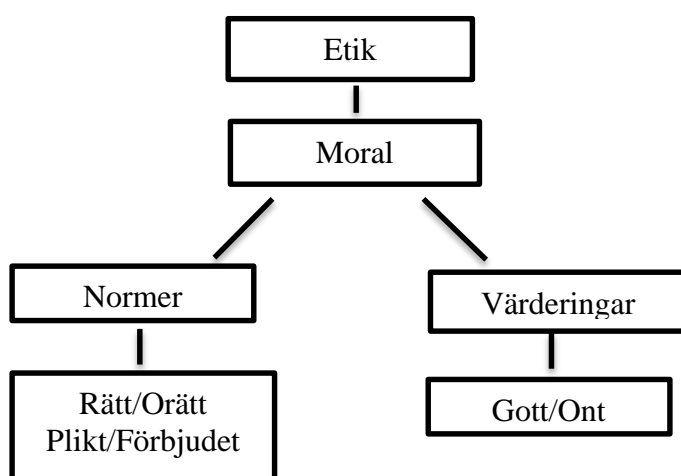 Etik
Moral
Normer
Värderingar
Rätt/Orätt
Plikt/Förbjudet
Gott/Ont